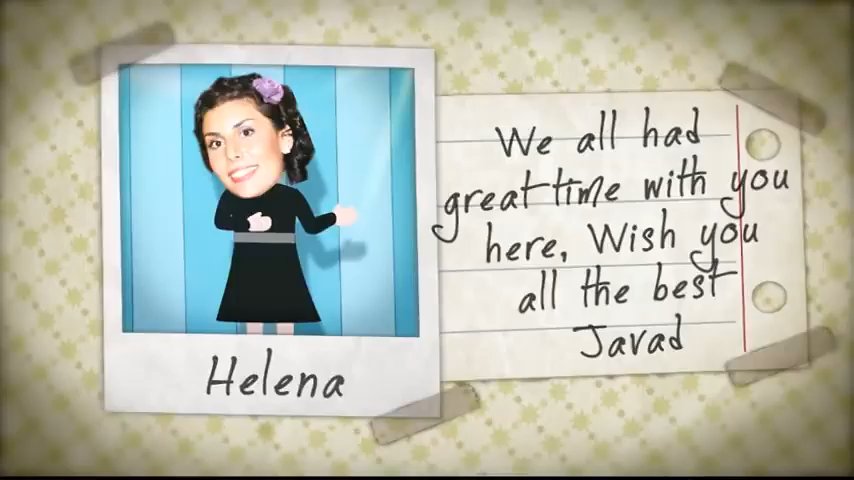 Helena
We all had
great time with you
here, Wish you
all the best
Javad